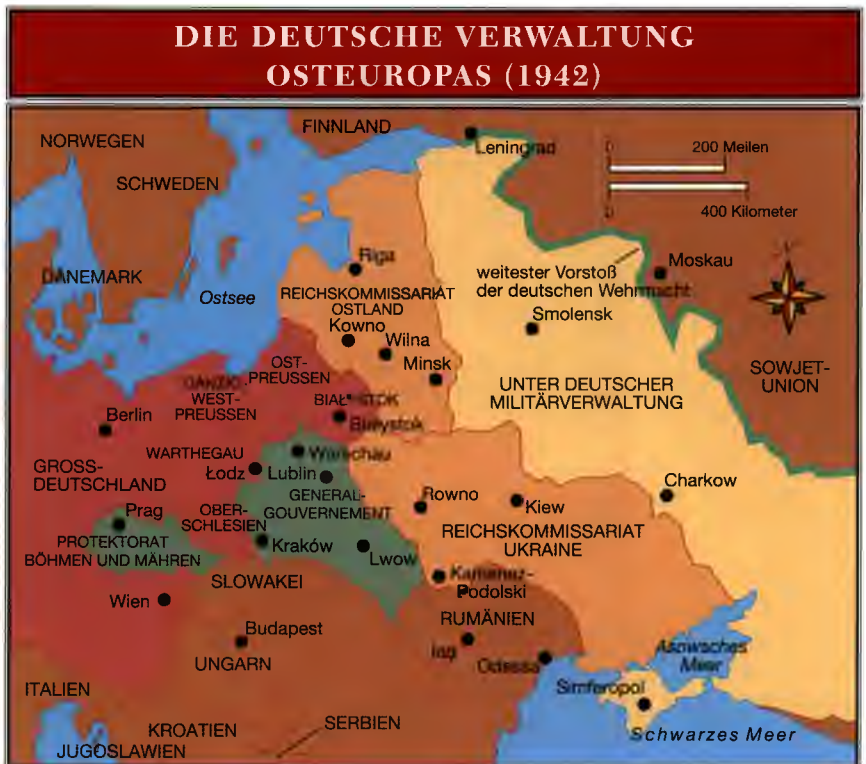 DIE DEUTSCHE VERWALTUNG
OSTEUROPAS (1942)
NORWEGEN
FINNLAND
Leningrad
0 200 Meilen
0 400 Kilometer
SCHWEDEN
DÄNEMARK
Ostsee
Riga
weitester Vorstoß
der deutschen Wehrmacht
Moskau
REICHSKOMMISSARIAT
OSTLAND
Smolensk
Kowno
Wilna
Minsk
SOWJET-
UNION
OST-
PREUSSEN
DANZIG-
WEST-
PREUSSEN
UNTER DEUTSCHER
MILITÄRVERWALTUNG
BIAŁYSTOK
Białystok
Berlin
WARTHEGAU
Warschau
Łodz
Lublin
GROSS-
DEUTSCHLAND
GENERAL-
GOUVERNEMENT
Rowno
Kiew
Charkow
Prag
OBER-
SCHLESIEN
REICHSKOMMISSARIAT
UKRAINE
PROTEKTORAT
BÖHMEN UND MÄHREN
Kraków
Lwow
SLOWAKEI
Kamenez-
Podolski
Wien
RUMÄNIEN
Budapest
UNGARN
Odessa
Asowsches
Meer
Simferopol
ITALIEN
KROATIEN
SERBIEN
JUGOSLAWIEN
Schwarzes Meer